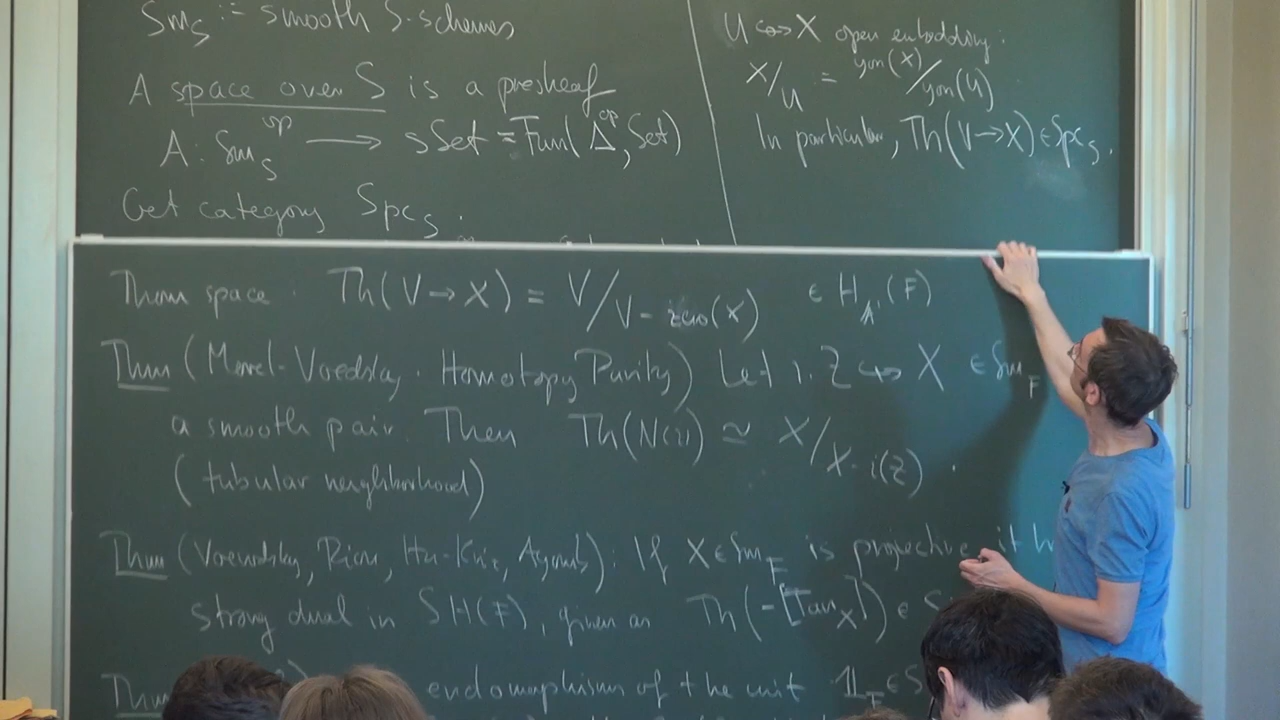 Sm_S := smooth S-schemes
A space over S is a presheaf
A: Sm_S^op → sSet = Fun(Δ^op, Set)
Get category Spc_S.
U ↪ X open embedding:
X/U = yon(X)/yon(U)
In particular, Th(V→X) ∈ Spc_S.
Thom space. Th(V→X) = V/V-zero(X) ∈ H_A¹(F)
Thm (Morel-Voevodsky. Homotopy Purity) Let i: Z ↪ X ∈ Sm_F
a smooth pair. Then Th(N(i)) ≃ X/X-i(Z).
(tubular neighborhood)
Thm (Voevodsky, Riou, Hu-Kriz, Ayoub): If X ∈ Sm_F is projective, it
strong dual in SH(F), given as Th(-[Tan_X]) ∈
Thm endomorphism of the unit 𝟙_F ∈ S